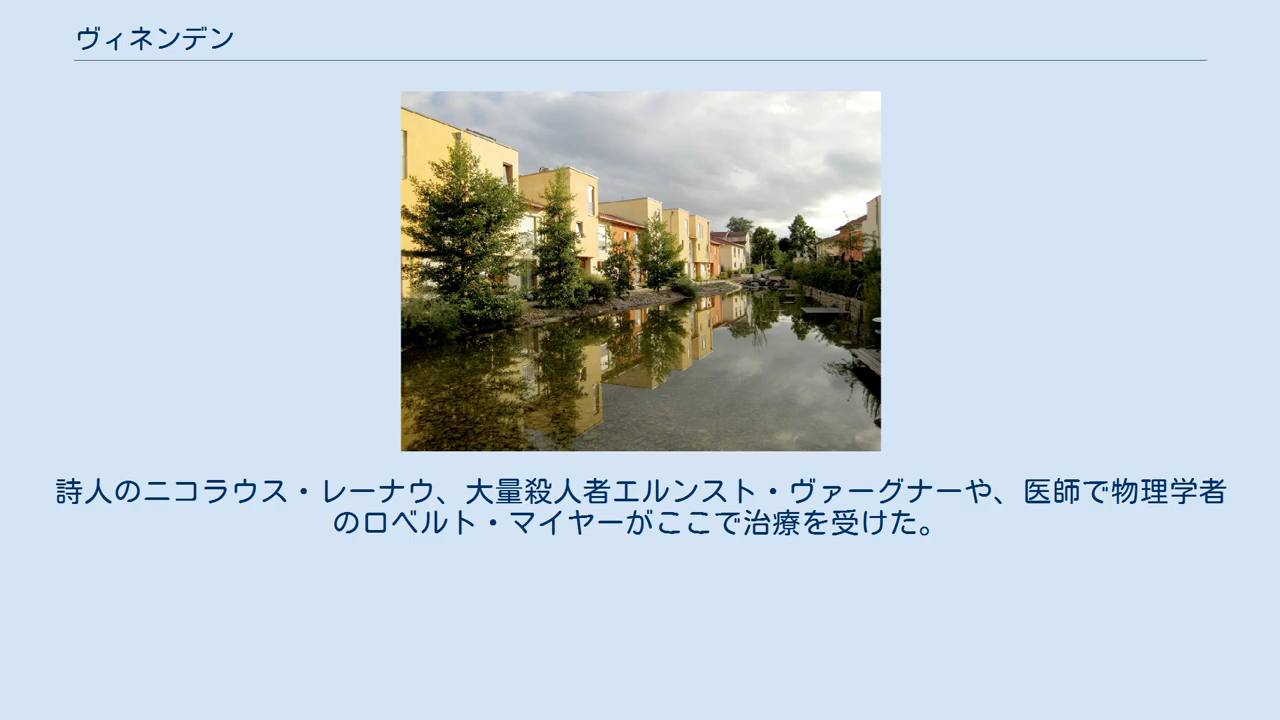 ヴィネンデン
詩人のニコラウス・レーナウ、大量殺人者エルンスト・ヴァーグナーや、医師で物理学者
のロベルト・マイヤーがここで治療を受けた。